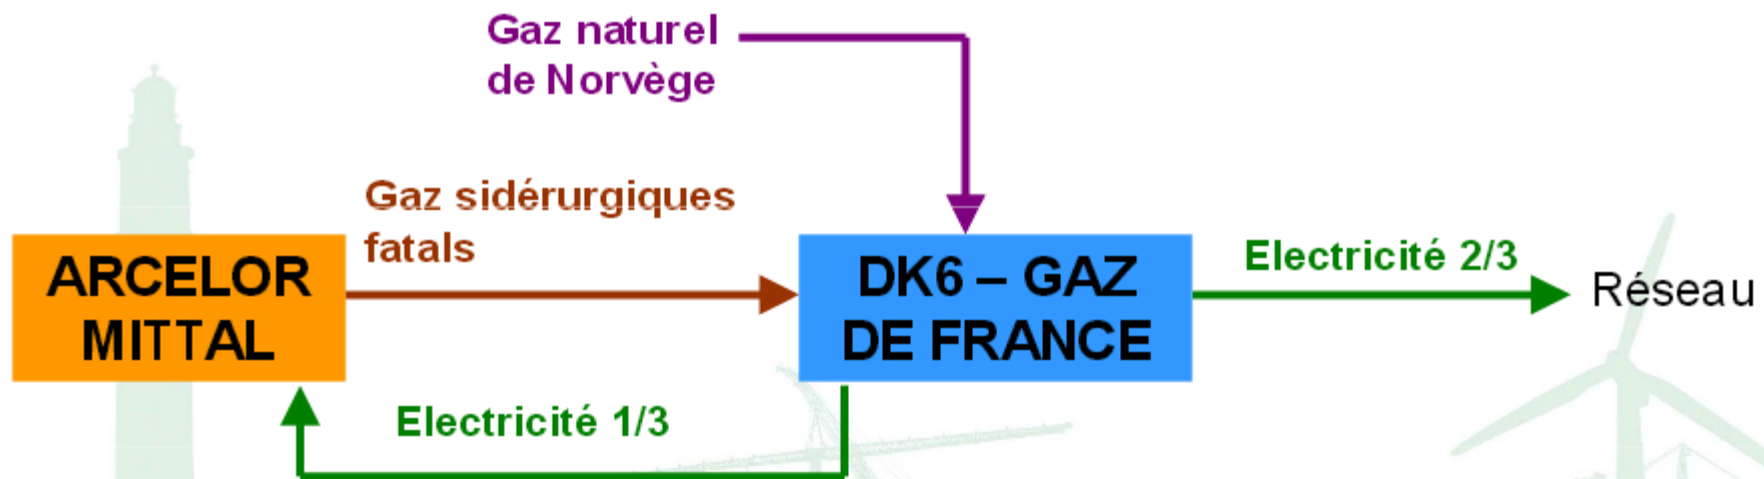 Gaz naturel
de Norvège
Gaz sidérurgiques
fatals
ARCELOR
MITTAL
DK6 – GAZ
DE FRANCE
Electricité 2/3
Réseau
Electricité 1/3